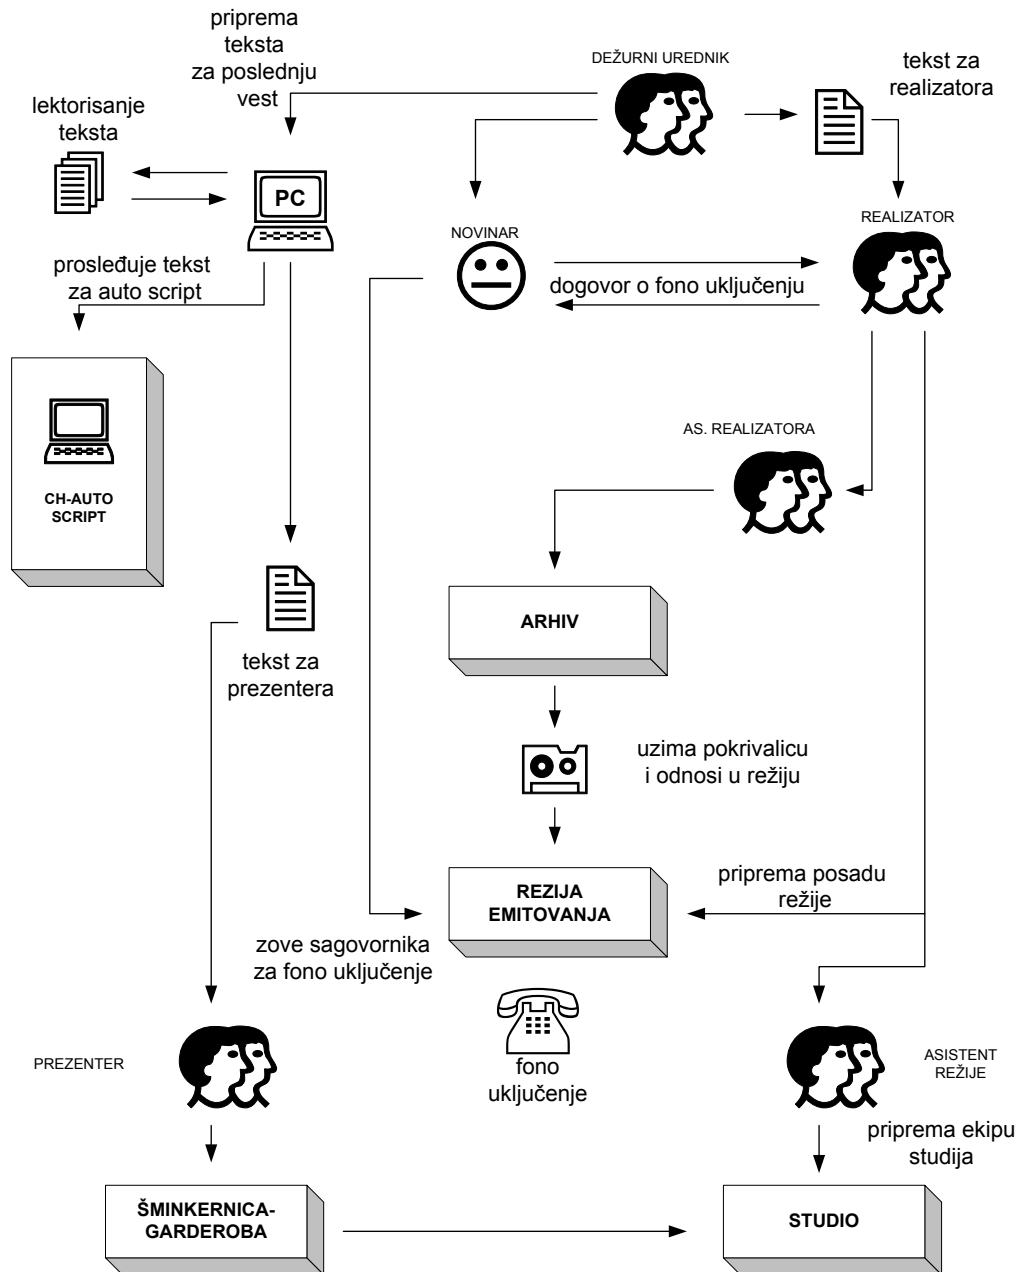 priprema
teksta
za poslednju
vest
DEŽURNI UREDNIK
tekst za
realizatora
lektorisanje
teksta
PC
NOVINAR
REALIZATOR
prosleđuje tekst
za auto script
dogovor o fono uključenju
CH-AUTO
SCRIPT
AS. REALIZATORA
ARHIV
tekst za
prezentera
uzima pokrivalicu
i odnosi u režiju
REZIJA
EMITOVANJA
priprema posadu
režije
zove sagovornika
za fono uključenje
fono
uključenje
PREZENTER
ASISTENT
REŽIJE
priprema ekipu
studija
ŠMINKERNICA-
GARDEROBA
STUDIO